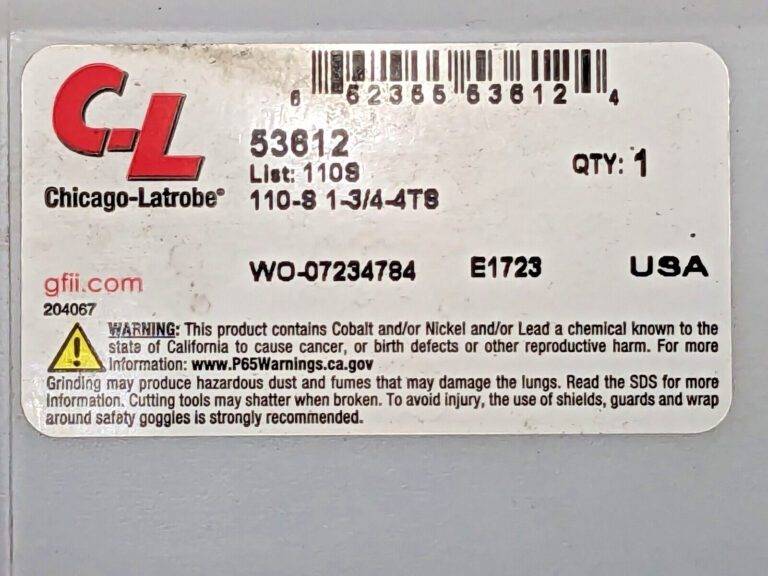 C-L
Chicago-Latrobe®
6 62365 53612 4
53612
List: 110S
110-S 1-3/4-4TS
QTY: 1
WO-07234784 E1723 USA
gfii.com
204067
WARNING: This product contains Cobalt and/or Nickel and/or Lead a chemical known to the
state of California to cause cancer, or birth defects or other reproductive harm. For more
Information: www.P65Warnings.ca.gov
Grinding may produce hazardous dust and fumes that may damage the lungs. Read the SDS for more
Information. Cutting tools may shatter when broken. To avoid injury, the use of shields, guards and wrap
around safety goggles is strongly recommended.